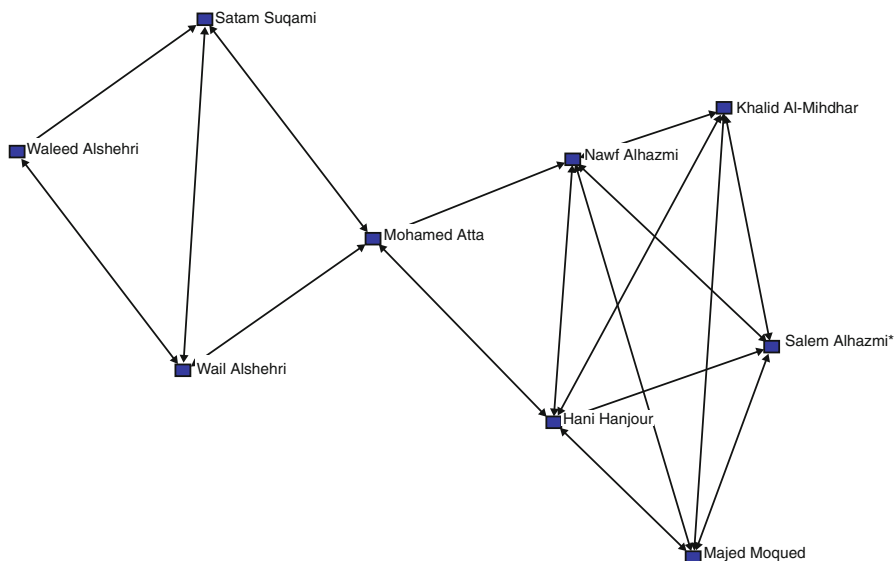 Satam Suqami
Khalid Al-Mihdhar
Waleed Alshehri
Nawf Alhazmi
Mohamed Atta
Salem Alhazmi*
Wail Alshehri
Hani Hanjour
Majed Moqued